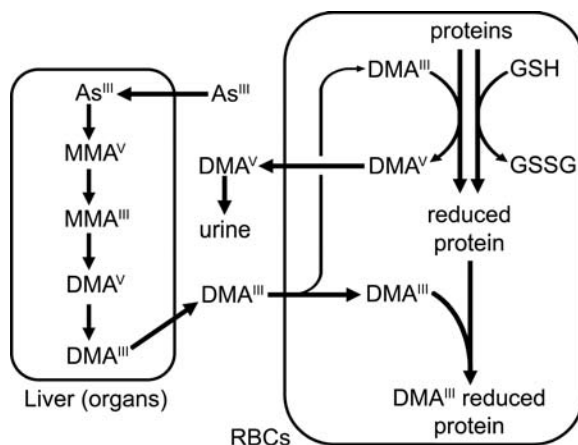 proteins
DMAᴵᴵᴵ GSH
Asᴵᴵᴵ Asᴵᴵᴵ
MMAⱽ
DMAⱽ DMAⱽ GSSG
MMAᴵᴵᴵ
urine
reduced
protein
DMAⱽ
DMAᴵᴵᴵ DMAᴵᴵᴵ
DMAᴵᴵᴵ
Liver (organs)
DMAᴵᴵᴵ reduced
protein
RBCs